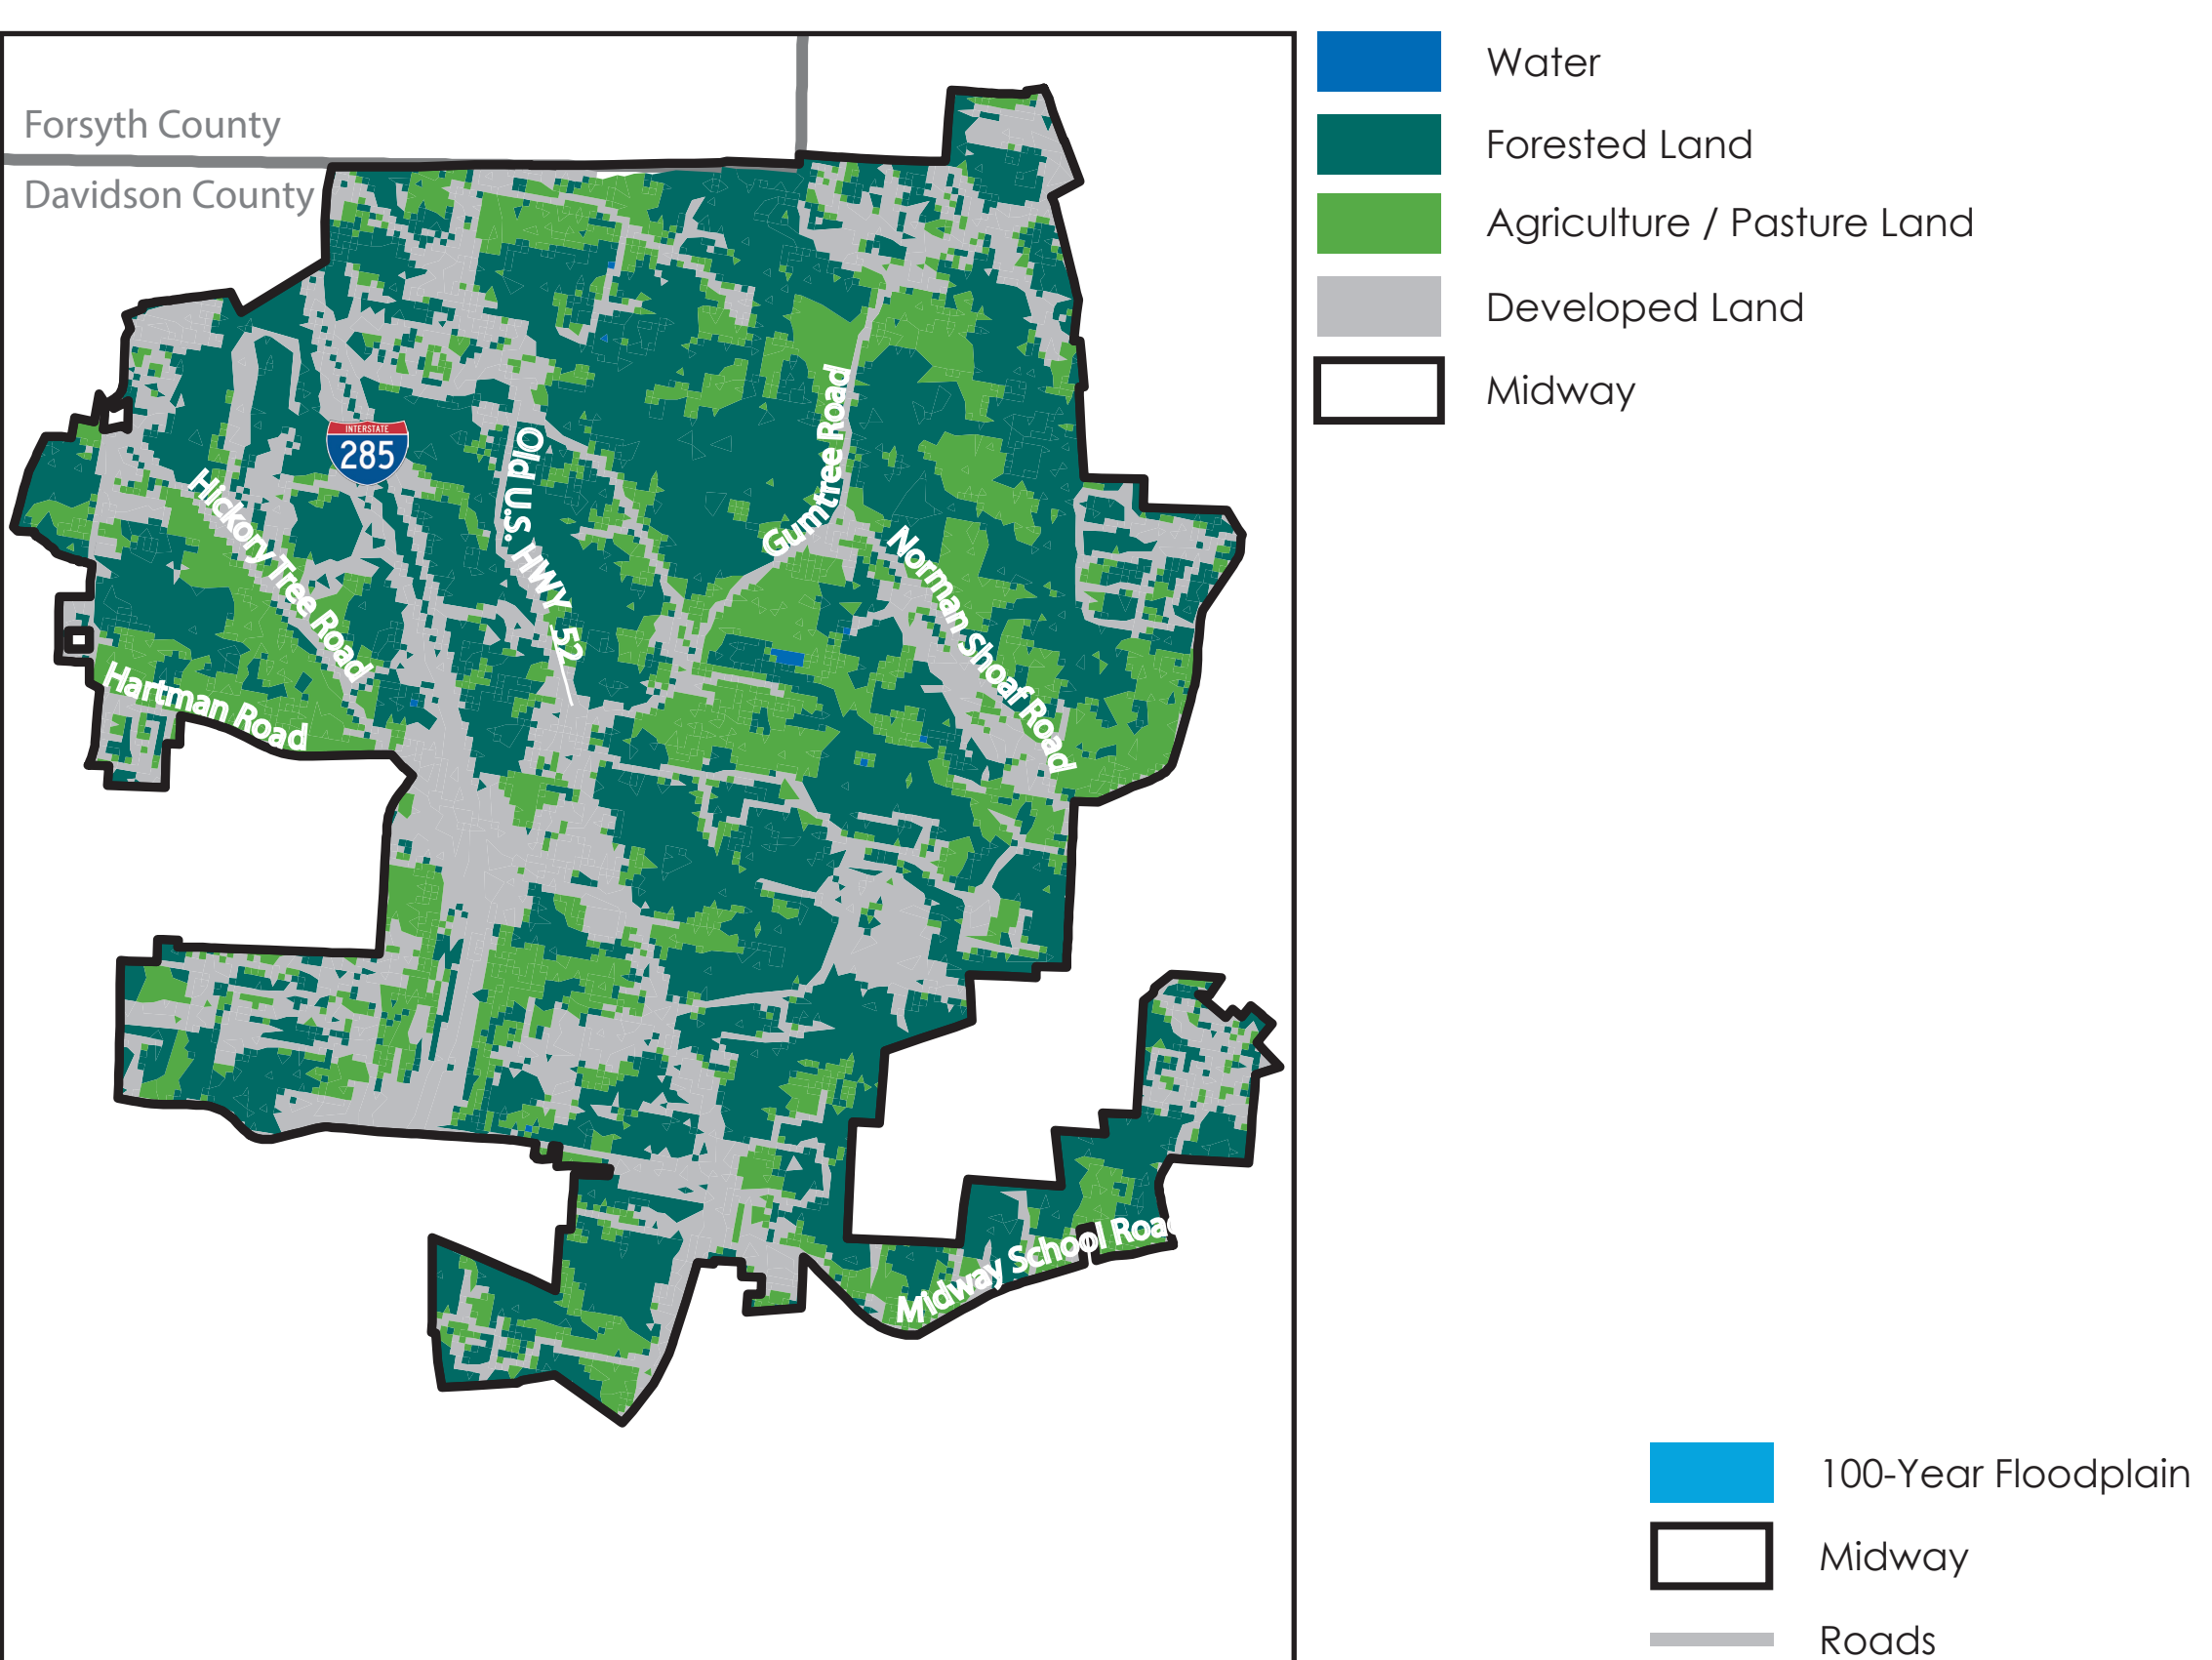 Forsyth County
Davidson County
INTERSTATE
285
Old U.S. HWY 52
Gumtree Road
Hickory Tree Road
Norman Shoaf Road
Hartman Road
Midway School Roa
Water
Forested Land
Agriculture / Pasture Land
Developed Land
Midway
100-Year Floodplain
Midway
Roads